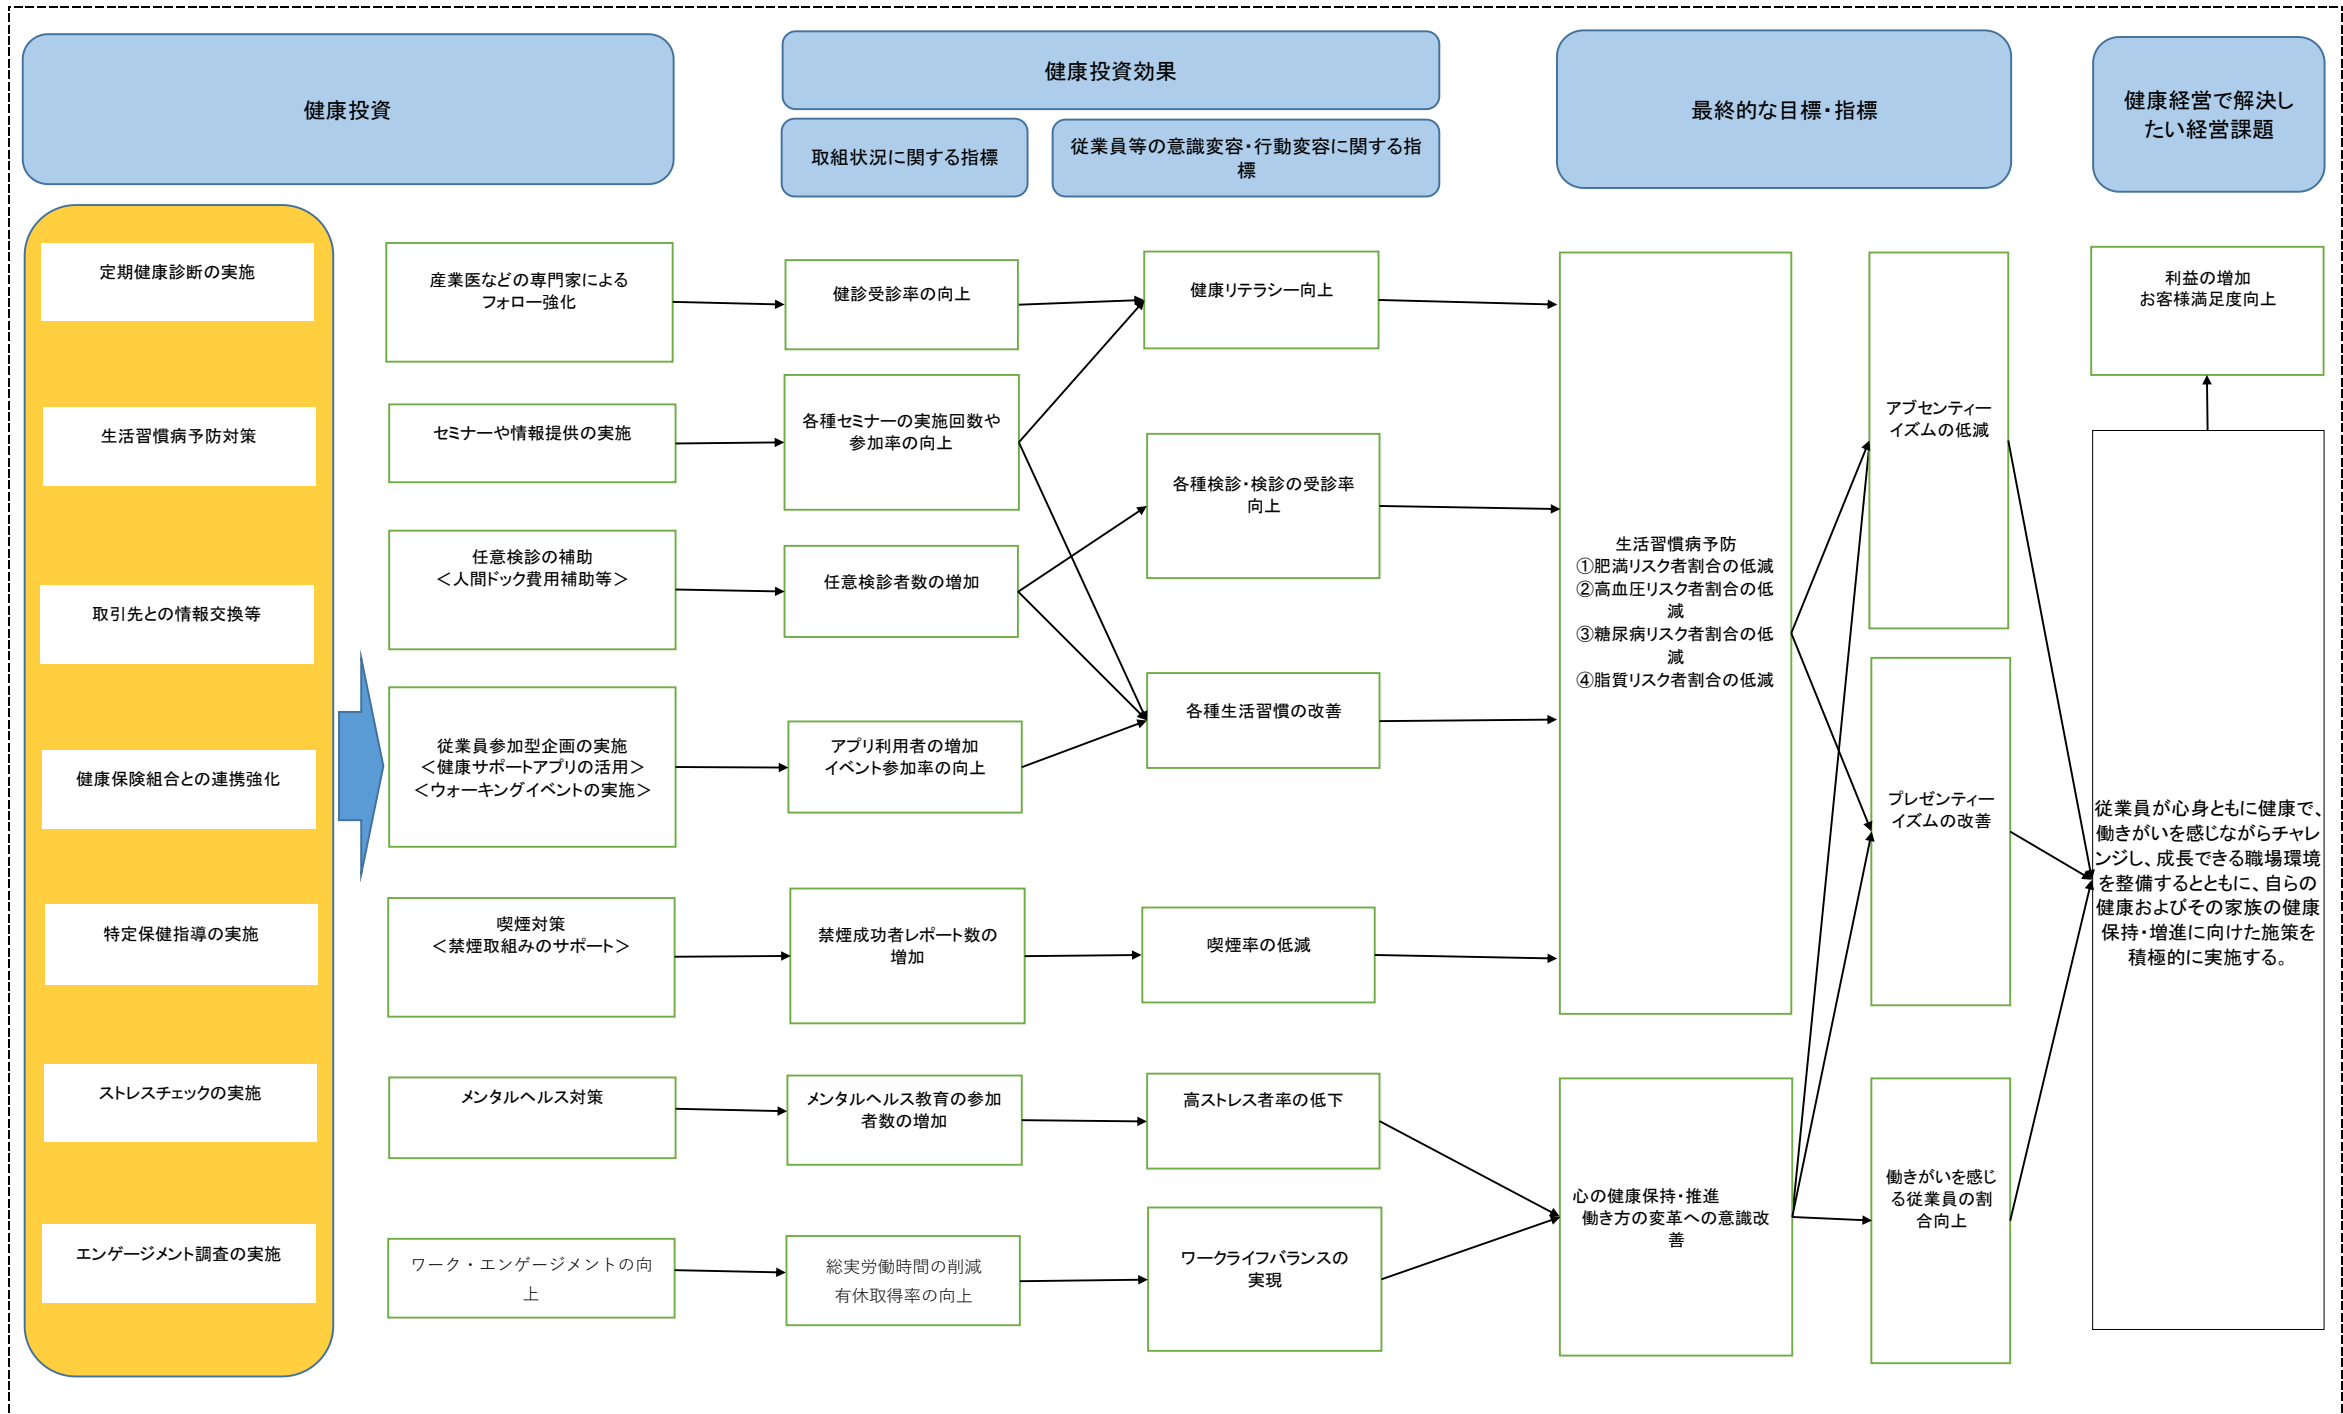 健康投資
健康投資効果
取組状況に関する指標
従業員等の意識変容・行動変容に関する指
標
最終的な目標・指標
健康経営で解決し
たい経営課題
定期健康診断の実施
生活習慣病予防対策
取引先との情報交換等
健康保険組合との連携強化
特定保健指導の実施
ストレスチェックの実施
エンゲージメント調査の実施
産業医などの専門家による
フォロー強化
セミナーや情報提供の実施
任意検診の補助
＜人間ドック費用補助等＞
従業員参加型企画の実施
＜健康サポートアプリの活用＞
＜ウォーキングイベントの実施＞
喫煙対策
＜禁煙取組みのサポート＞
メンタルヘルス対策
ワーク・エンゲージメントの向
上
健診受診率の向上
各種セミナーの実施回数や
参加率の向上
任意検診者数の増加
アプリ利用者の増加
イベント参加率の向上
禁煙成功者レポート数の
増加
メンタルヘルス教育の参加
者数の増加
総実労働時間の削減
有休取得率の向上
健康リテラシー向上
各種検診・検診の受診率
向上
各種生活習慣の改善
喫煙率の低減
高ストレス者率の低下
ワークライフバランスの
実現
生活習慣病予防
①肥満リスク者割合の低減
②高血圧リスク者割合の低
減
③糖尿病リスク者割合の低
減
④脂質リスク者割合の低減
心の健康保持・推進
働き方の変革への意識改
善
アブセンティー
イズムの低減
プレゼンティー
イズムの改善
働きがいを感じ
る従業員の割
合向上
利益の増加
お客様満足度向上
従業員が心身ともに健康で、
働きがいを感じながらチャレ
ンジし、成長できる職場環境
を整備するとともに、自らの
健康およびその家族の健康
保持・増進に向けた施策を
積極的に実施する。